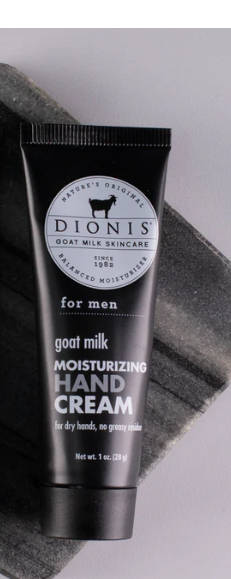 NATURE'S ORIGINAL
DIONIS
GOAT MILK SKINCARE
SINCE
1982
BALANCED MOISTURIZER
for men
goat milk
MOISTURIZING
HAND
CREAM
for dry hands, no greasy residue
Net wt. 1 oz. (28 g)